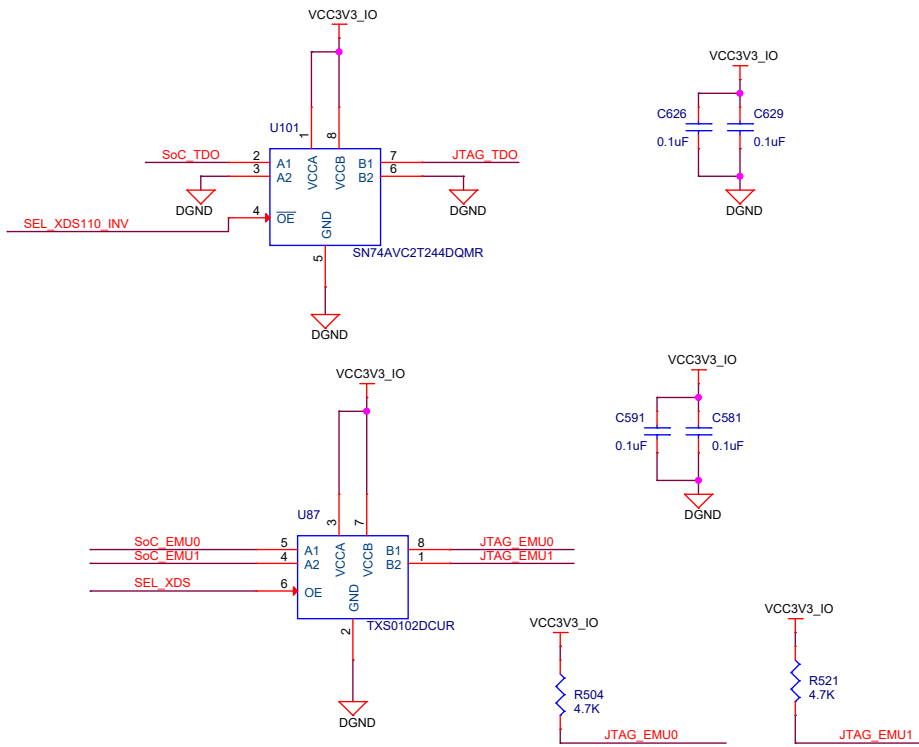 VCC3V3_IO
U101
1
8
VCCA
VCCB
SoC_TDO
2
A1
B1
7
JTAG_TDO
3
A2
B2
6
DGND
DGND
SEL_XDS110_INV
4
OE
GND
SN74AVC2T244DQMR
5
DGND
VCC3V3_IO
C626
C629
0.1uF
0.1uF
DGND
VCC3V3_IO
U87
3
7
VCCA
VCCB
SoC_EMU0
5
A1
B1
8
JTAG_EMU0
SoC_EMU1
4
A2
B2
1
JTAG_EMU1
SEL_XDS
6
OE
GND
TXS0102DCUR
2
DGND
VCC3V3_IO
C591
C581
0.1uF
0.1uF
DGND
VCC3V3_IO
R504
4.7K
JTAG_EMU0
VCC3V3_IO
R521
4.7K
JTAG_EMU1